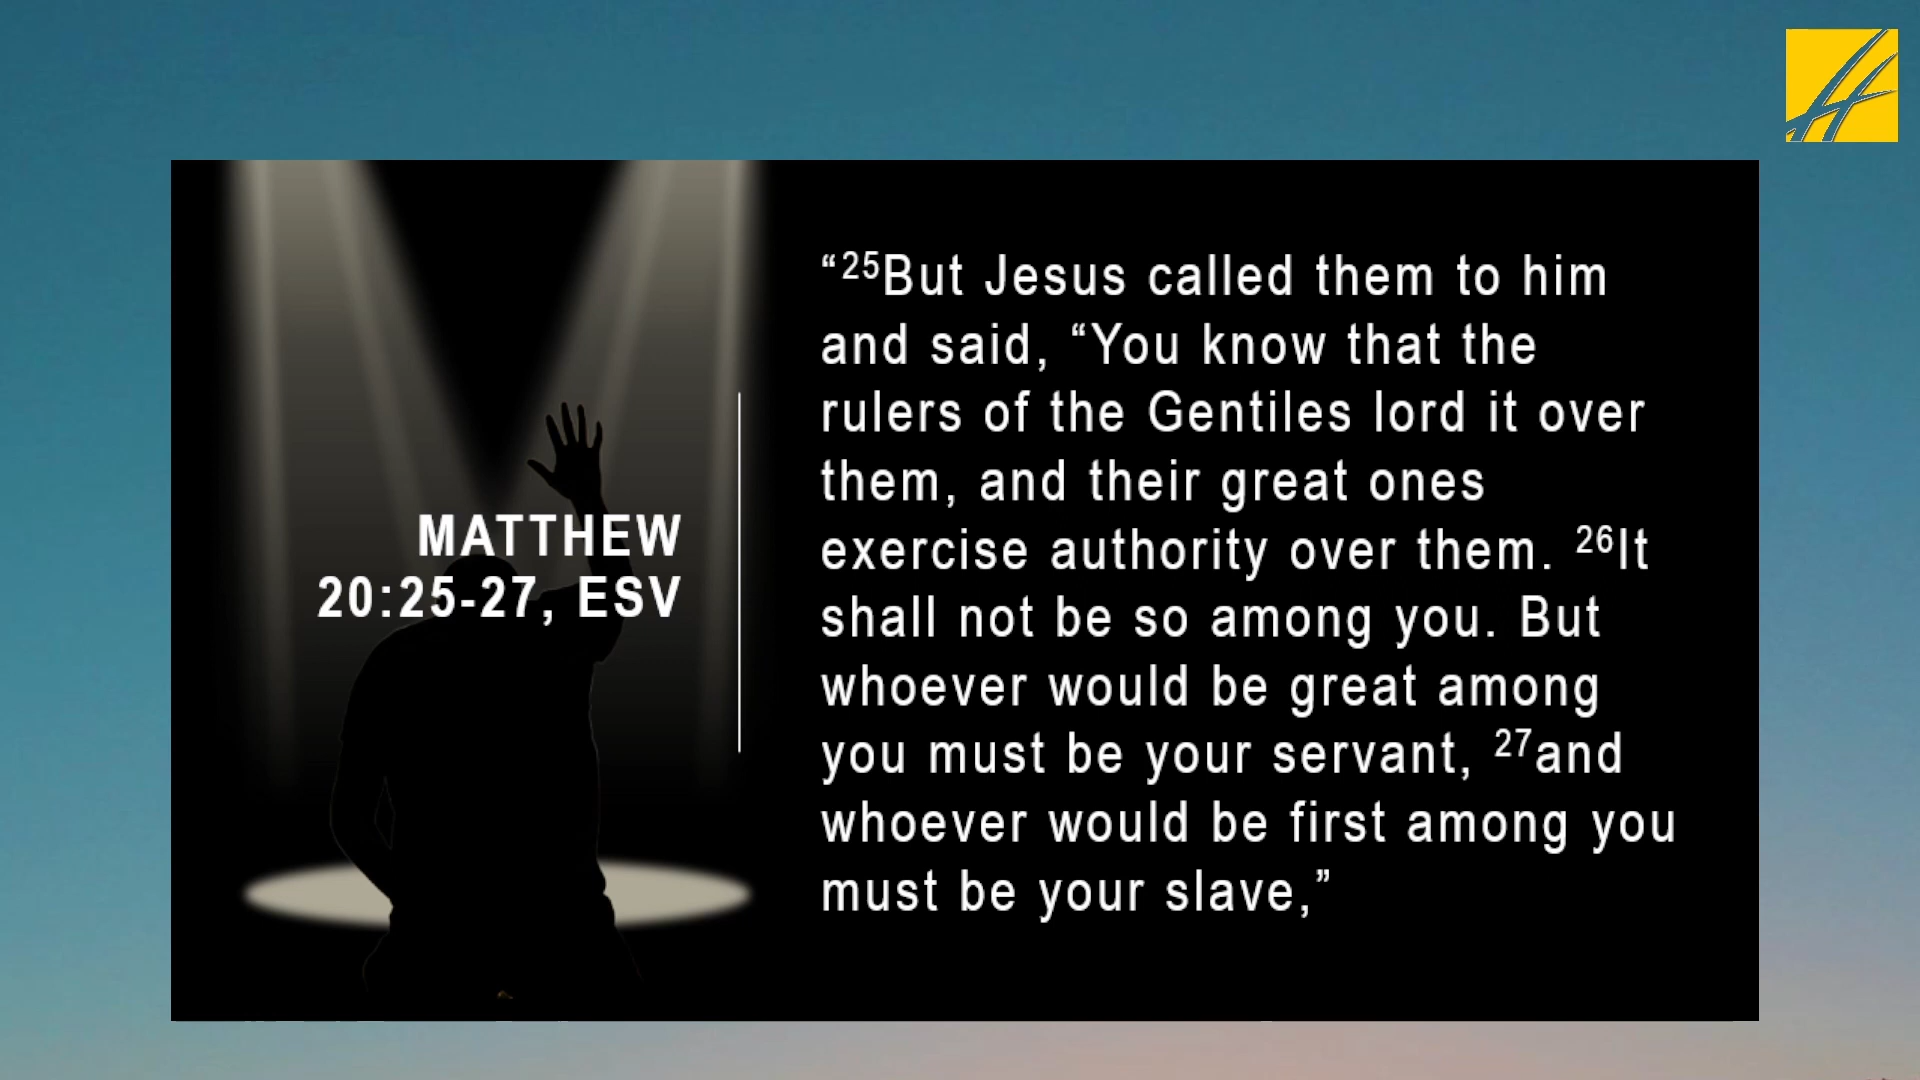 MATTHEW
20:25-27, ESV
“²⁵But Jesus called them to him
and said, “You know that the
rulers of the Gentiles lord it over
them, and their great ones
exercise authority over them. ²⁶It
shall not be so among you. But
whoever would be great among
you must be your servant, ²⁷and
whoever would be first among you
must be your slave,”